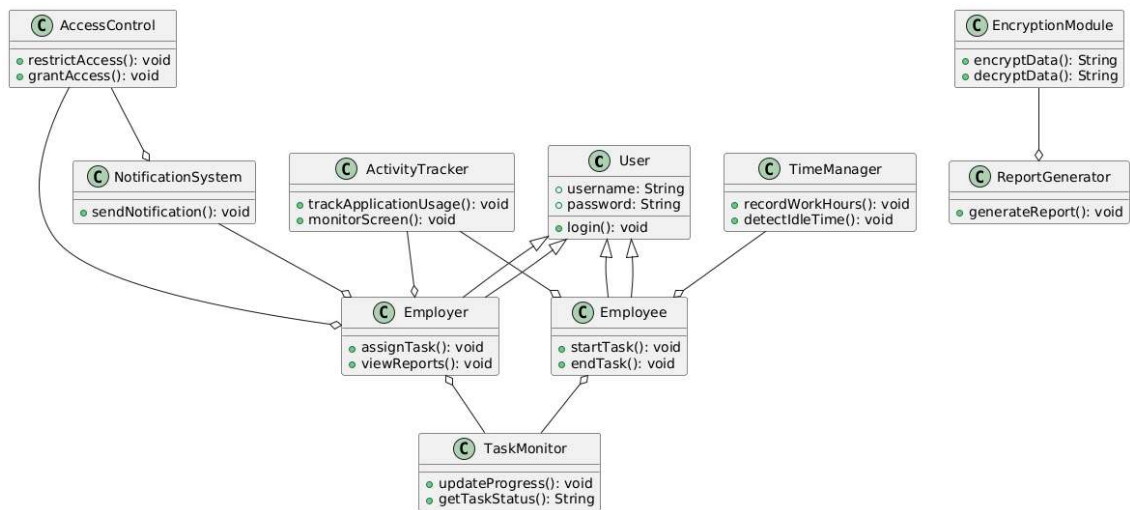 C AccessControl
restrictAccess(): void
grantAccess(): void
C EncryptionModule
encryptData(): String
decryptData(): String
C NotificationSystem
sendNotification(): void
C ActivityTracker
trackApplicationUsage(): void
monitorScreen(): void
C User
username: String
password: String
login(): void
C TimeManager
recordWorkHours(): void
detectIdleTime(): void
C ReportGenerator
generateReport(): void
C Employer
assignTask(): void
viewReports(): void
C Employee
startTask(): void
endTask(): void
C TaskMonitor
updateProgress(): void
getTaskStatus(): String